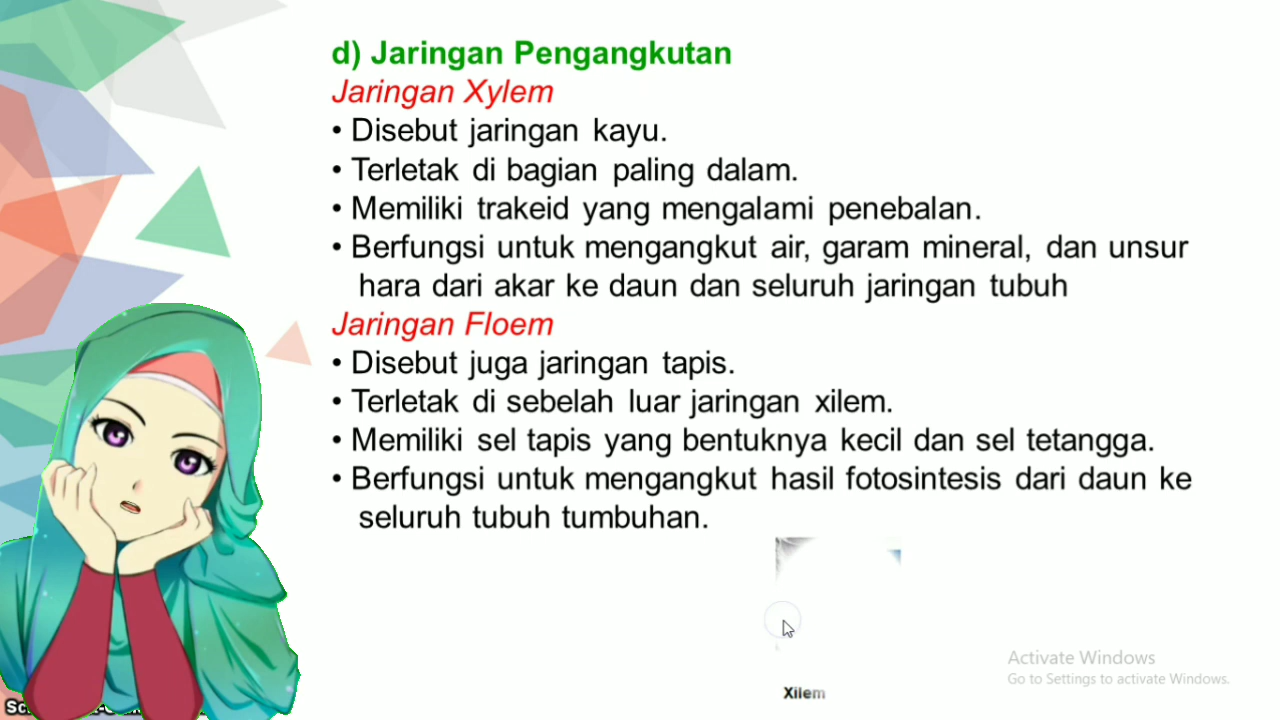 d) Jaringan Pengangkutan
Jaringan Xylem
• Disebut jaringan kayu.
• Terletak di bagian paling dalam.
• Memiliki trakeid yang mengalami penebalan.
• Berfungsi untuk mengangkut air, garam mineral, dan unsur
hara dari akar ke daun dan seluruh jaringan tubuh
Jaringan Floem
• Disebut juga jaringan tapis.
• Terletak di sebelah luar jaringan xilem.
• Memiliki sel tapis yang bentuknya kecil dan sel tetangga.
• Berfungsi untuk mengangkut hasil fotosintesis dari daun ke
seluruh tubuh tumbuhan.
Activate Windows
Go to Settings to activate Windows.
Xilem